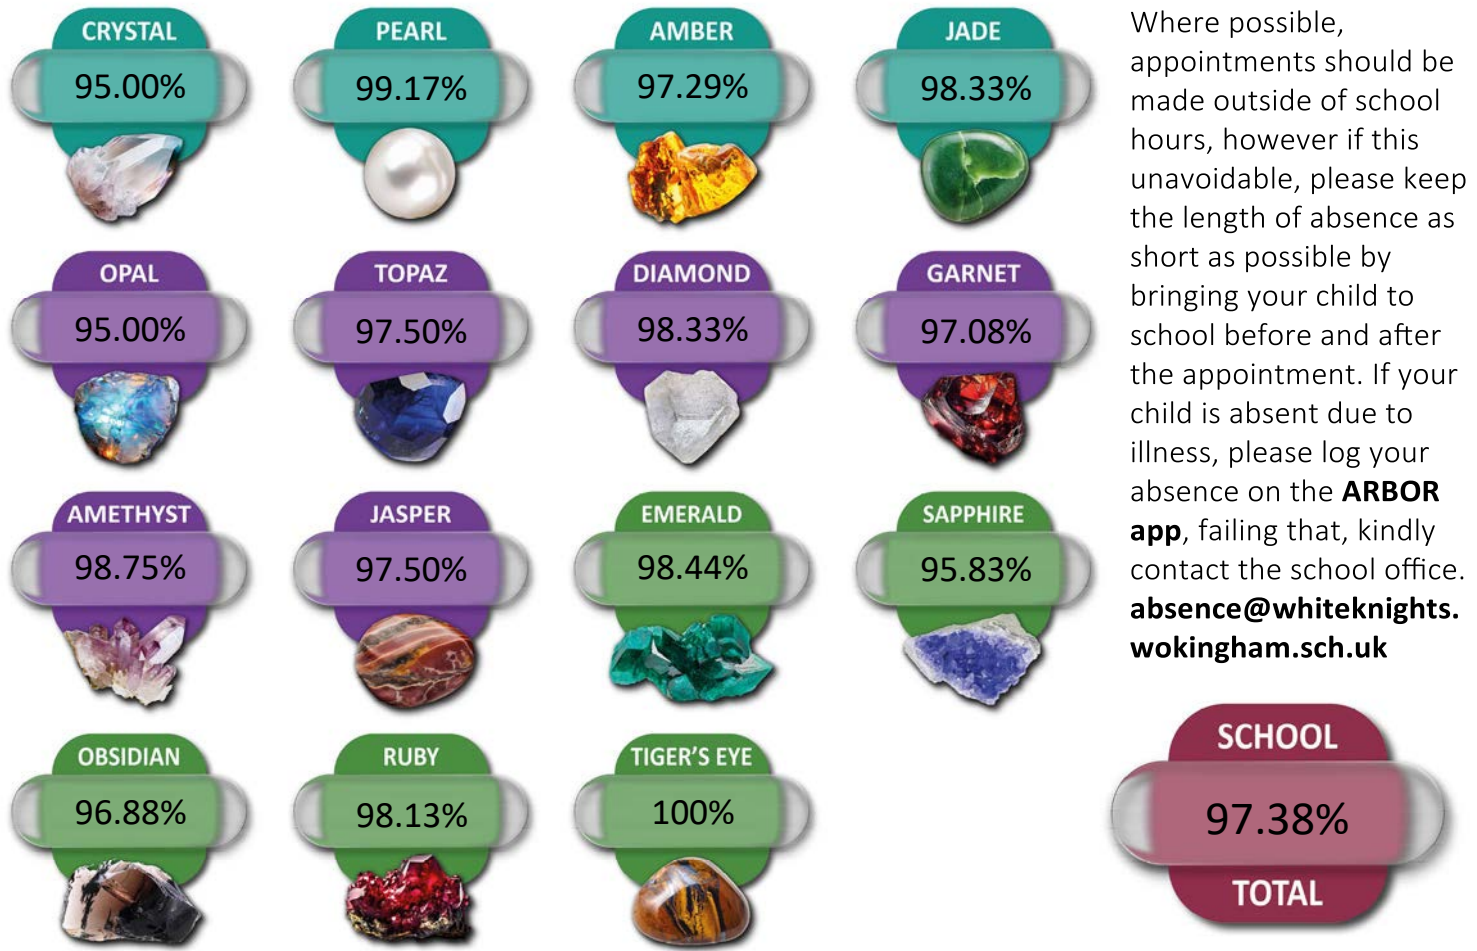 CRYSTAL
95.00%
PEARL
99.17%
AMBER
97.29%
JADE
98.33%
OPAL
95.00%
TOPAZ
97.50%
DIAMOND
98.33%
GARNET
97.08%
AMETHYST
98.75%
JASPER
97.50%
EMERALD
98.44%
SAPPHIRE
95.83%
OBSIDIAN
96.88%
RUBY
98.13%
TIGER'S EYE
100%
Where possible,
appointments should be
made outside of school
hours, however if this
unavoidable, please keep
the length of absence as
short as possible by
bringing your child to
school before and after
the appointment. If your
child is absent due to
illness, please log your
absence on the ARBOR
app, failing that, kindly
contact the school office.
absence@whiteknights.
wokingham.sch.uk
SCHOOL
97.38%
TOTAL